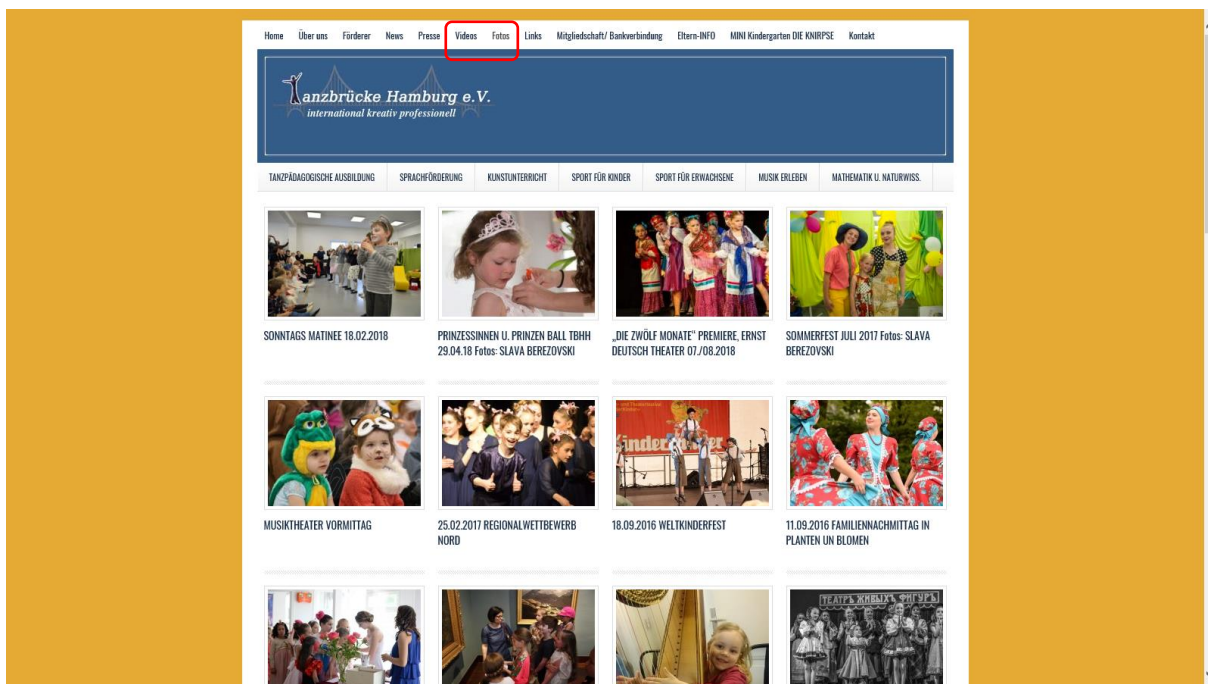 Home Über uns Förderer News Presse Videos Fotos Links Mitgliedschaft/ Bankverbindung Eltern-INFO MINI Kindergarten DIE KNIRPSE Kontakt
anzbrücke Hamburg e.V.
international kreativ professionell
TANZPÄDAGOGISCHE AUSBILDUNG SPRACHFÖRDERUNG KUNSTUNTERRICHT SPORT FÜR KINDER SPORT FÜR ERWACHSENE MUSIK ERLEBEN MATHEMATIK U. NATURWISS.
SONNTAGS MATINEE 18.02.2018
PRINZESSINNEN U. PRINZEN BALL TBHH
29.04.18 Fotos: SLAVA BEREZOVSKI
„DIE ZWÖLF MONATE“ PREMIERE, ERNST
DEUTSCH THEATER 07./08.2018
SOMMERFEST JULI 2017 Fotos: SLAVA
BEREZOVSKI
MUSIKTHEATER VORMITTAG
25.02.2017 REGIONALWETTBEWERB
NORD
18.09.2016 WELTKINDERFEST
11.09.2016 FAMILIENNACHMITTAG IN
PLANTEN UN BLOMEN
ТЕАТРЪ ЖИВЫХЪ ФИГУРЪ